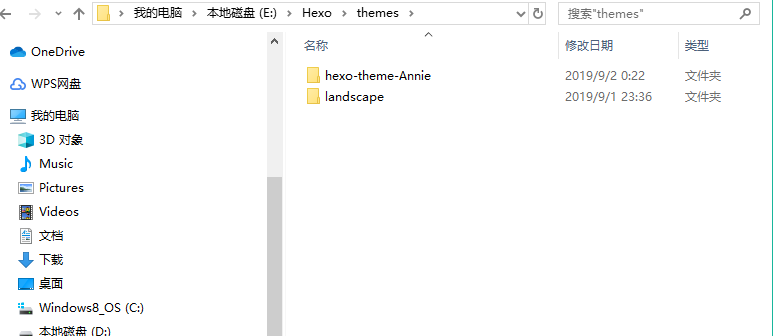 我的电脑 › 本地磁盘 (E:) › Hexo › themes ›
搜索"themes"
OneDrive
WPS网盘
我的电脑
3D 对象
Music
Pictures
Videos
文档
下载
桌面
Windows8_OS (C:)
本地磁盘 (D:)
名称 修改日期 类型
hexo-theme-Annie 2019/9/2 0:22 文件夹
landscape 2019/9/1 23:36 文件夹